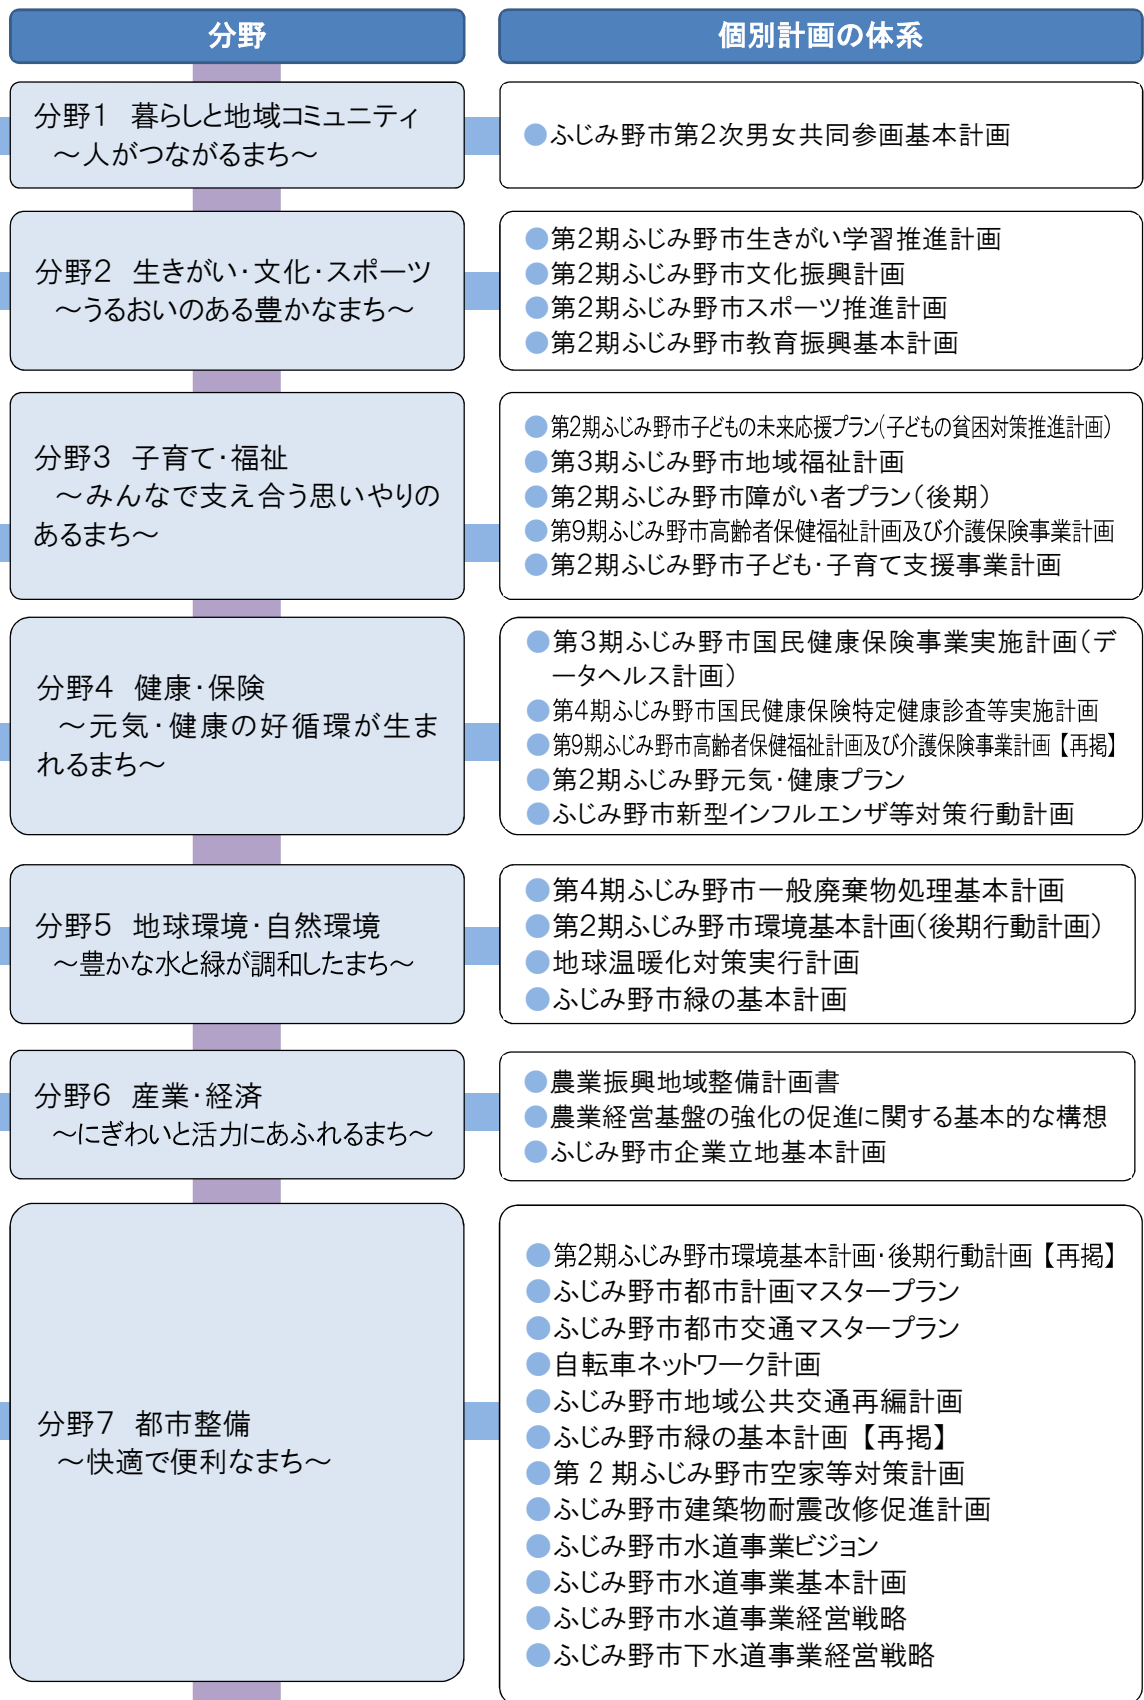 分野
個別計画の体系
分野1 暮らしと地域コミュニティ
～人がつながるまち～
●ふじみ野市第2次男女共同参画基本計画
分野2 生きがい・文化・スポーツ
～うるおいのある豊かなまち～
●第2期ふじみ野市生きがい学習推進計画
●第2期ふじみ野市文化振興計画
●第2期ふじみ野市スポーツ推進計画
●第2期ふじみ野市教育振興基本計画
分野3 子育て・福祉
～みんなで支え合う思いやりの
あるまち～
●第2期ふじみ野市子どもの未来応援プラン(子どもの貧困対策推進計画)
●第3期ふじみ野市地域福祉計画
●第2期ふじみ野市障がい者プラン(後期)
●第9期ふじみ野市高齢者保健福祉計画及び介護保険事業計画
●第2期ふじみ野市子ども・子育て支援事業計画
分野4 健康・保険
～元気・健康の好循環が生ま
れるまち～
●第3期ふじみ野市国民健康保険事業実施計画(デ
ータヘルス計画)
●第4期ふじみ野市国民健康保険特定健康診査等実施計画
●第9期ふじみ野市高齢者保健福祉計画及び介護保険事業計画【再掲】
●第2期ふじみ野元気・健康プラン
●ふじみ野市新型インフルエンザ等対策行動計画
分野5 地球環境・自然環境
～豊かな水と緑が調和したまち～
●第4期ふじみ野市一般廃棄物処理基本計画
●第2期ふじみ野市環境基本計画(後期行動計画)
●地球温暖化対策実行計画
●ふじみ野市緑の基本計画
分野6 産業・経済
～にぎわいと活力にあふれるまち～
●農業振興地域整備計画書
●農業経営基盤の強化の促進に関する基本的な構想
●ふじみ野市企業立地基本計画
分野7 都市整備
～快適で便利なまち～
●第2期ふじみ野市環境基本計画・後期行動計画【再掲】
●ふじみ野市都市計画マスタープラン
●ふじみ野市都市交通マスタープラン
●自転車ネットワーク計画
●ふじみ野市地域公共交通再編計画
●ふじみ野市緑の基本計画【再掲】
●第2期ふじみ野市空家等対策計画
●ふじみ野市建築物耐震改修促進計画
●ふじみ野市水道事業ビジョン
●ふじみ野市水道事業基本計画
●ふじみ野市水道事業経営戦略
●ふじみ野市下水道事業経営戦略